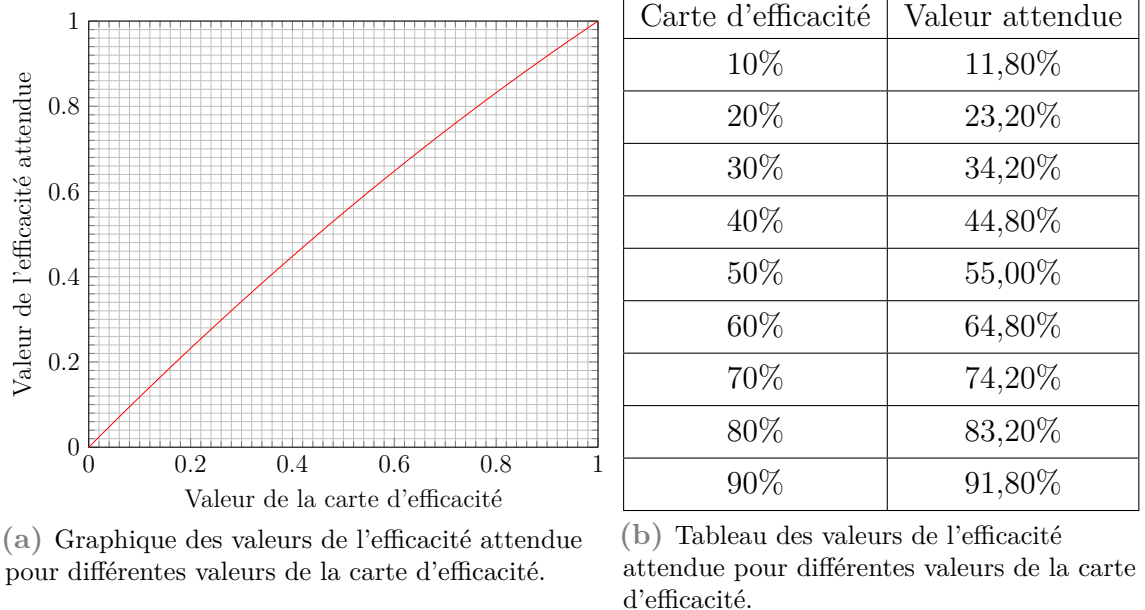 1
0.8
0.6
0.4
0.2
0
0
0.2
0.4
0.6
0.8
1
Valeur de l'efficacité attendue
Valeur de la carte d'efficacité
(a) Graphique des valeurs de l'efficacité attendue
pour différentes valeurs de la carte d'efficacité.
Carte d'efficacité Valeur attendue
10% 11,80%
20% 23,20%
30% 34,20%
40% 44,80%
50% 55,00%
60% 64,80%
70% 74,20%
80% 83,20%
90% 91,80%
(b) Tableau des valeurs de l'efficacité
attendue pour différentes valeurs de la carte
d'efficacité.